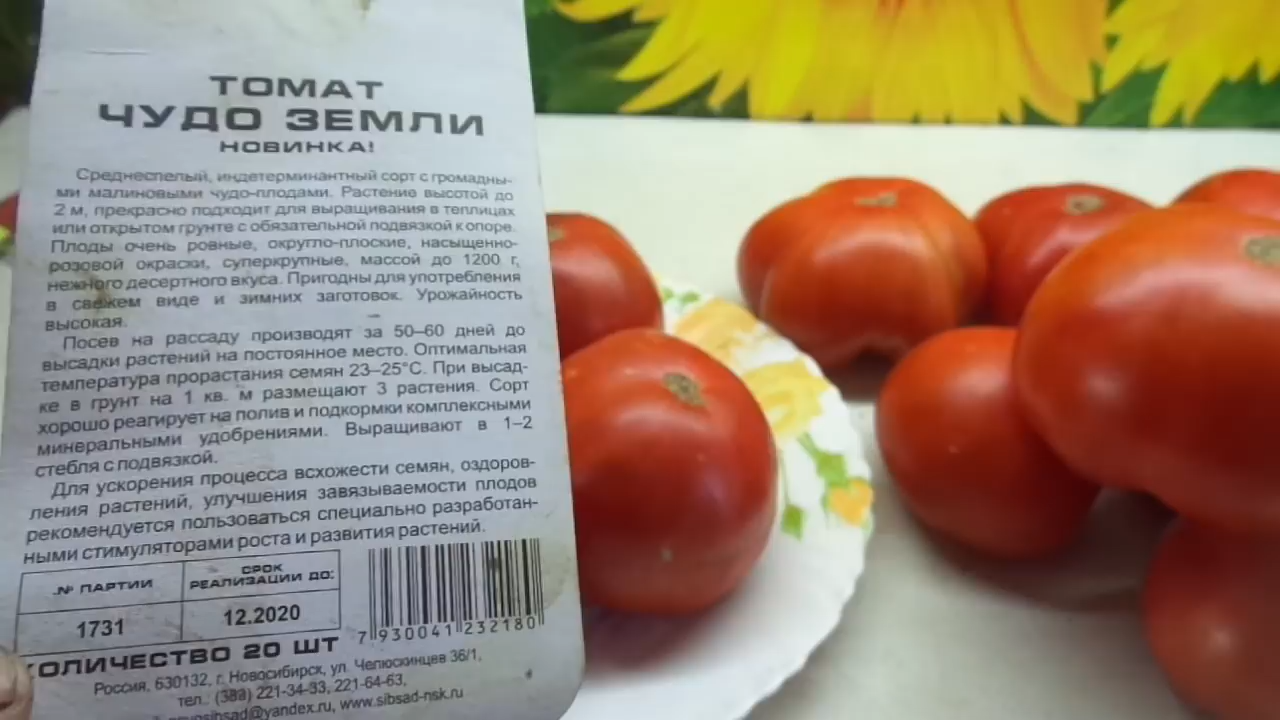 ТОМАТ
ЧУДО ЗЕМЛИ
НОВИНКА!
Среднеспелый, индетерминантный сорт с громадны-
ми малиновыми чудо-плодами. Растение высотой до
2 м, прекрасно подходит для выращивания в теплицах
или открытом грунте с обязательной подвязкой к опоре.
Плоды очень ровные, округло-плоские, насыщенно-
розовой окраски, суперкрупные, массой до 1200 г,
нежного десертного вкуса. Пригодны для употребления
в свежем виде и зимних заготовок. Урожайность
высокая.
Посев на рассаду производят за 50–60 дней до
высадки растений на постоянное место. Оптимальная
температура прорастания семян 23–25°С. При высад-
ке в грунт на 1 кв. м размещают 3 растения. Сорт
хорошо реагирует на полив и подкормки комплексными
минеральными удобрениями. Выращивают в 1–2
стебля с подвязкой.
Для ускорения процесса всхожести семян, оздоров-
ления растений, улучшения завязываемости плодов
рекомендуется пользоваться специально разработан-
ными стимуляторами роста и развития растений.
№ ПАРТИИ
СРОК
РЕАЛИЗАЦИИ ДО:
1731
12.2020
7 930041 232180
КОЛИЧЕСТВО 20 ШТ
Россия, 630132, г. Новосибирск, ул. Челюскинцев 36/1,
тел.: (383) 221-34-33, 221-64-63,
www.sibsad-nsk.ru